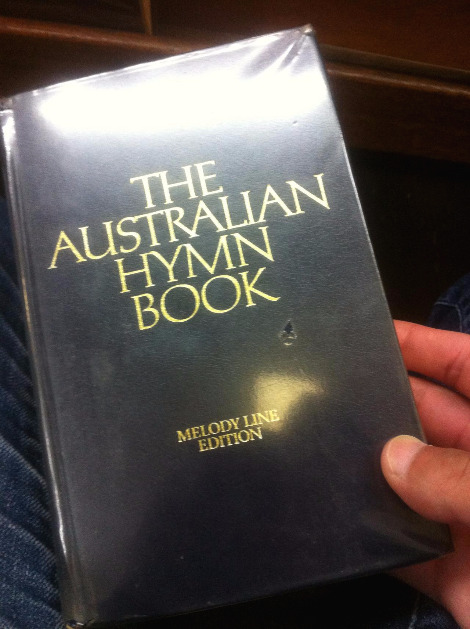 THE
AUSTRALIAN
HYMN
BOOK
MELODY LINE
EDITION